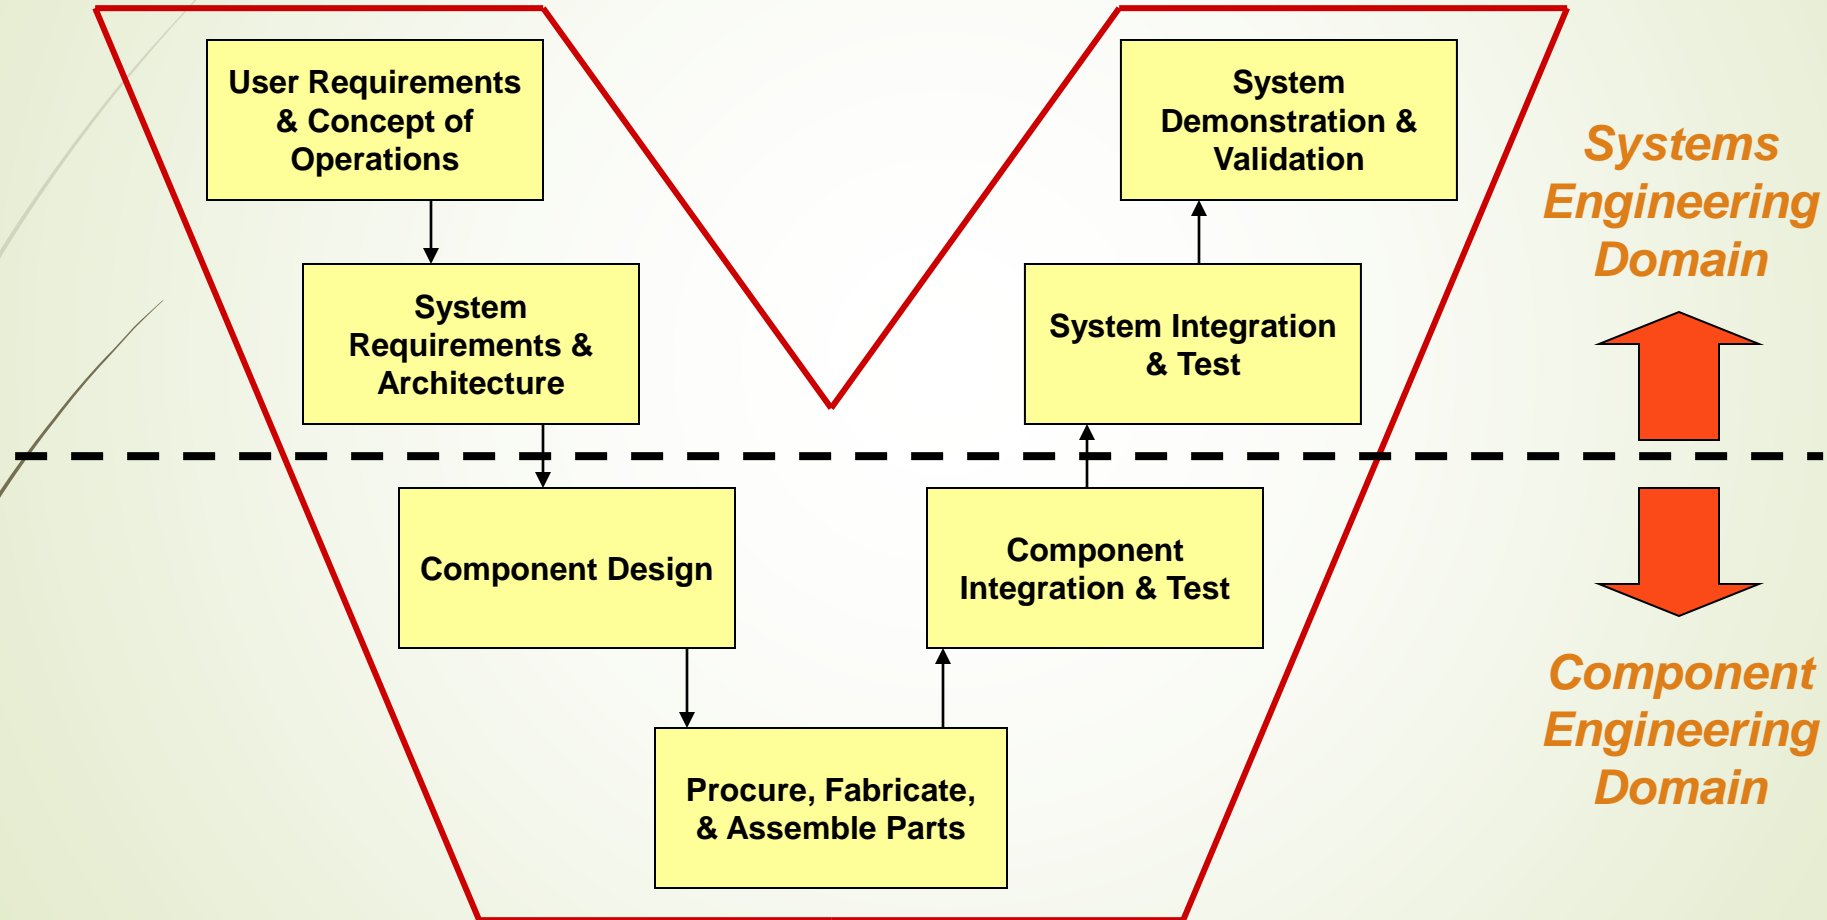 User Requirements
& Concept of
Operations
System
Requirements &
Architecture
Component Design
Procure, Fabricate,
& Assemble Parts
Component
Integration & Test
System Integration
& Test
System
Demonstration &
Validation
Systems
Engineering
Domain
Component
Engineering
Domain